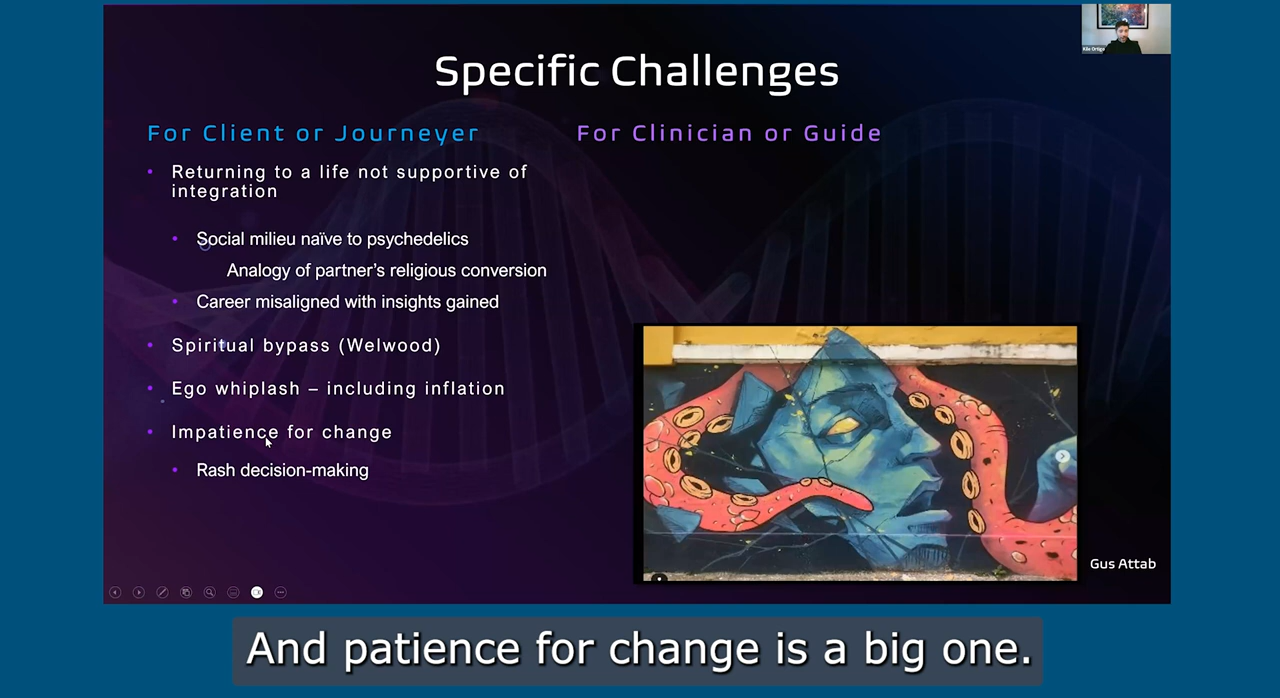 Kile Ortigo
Specific Challenges
For Client or Journeyer
Returning to a life not supportive of
integration
Social milieu naïve to psychedelics
Analogy of partner's religious conversion
Career misaligned with insights gained
Spiritual bypass (Welwood)
Ego whiplash – including inflation
Impatience for change
Rash decision-making
For Clinician or Guide
Gus Attab
And patience for change is a big one.